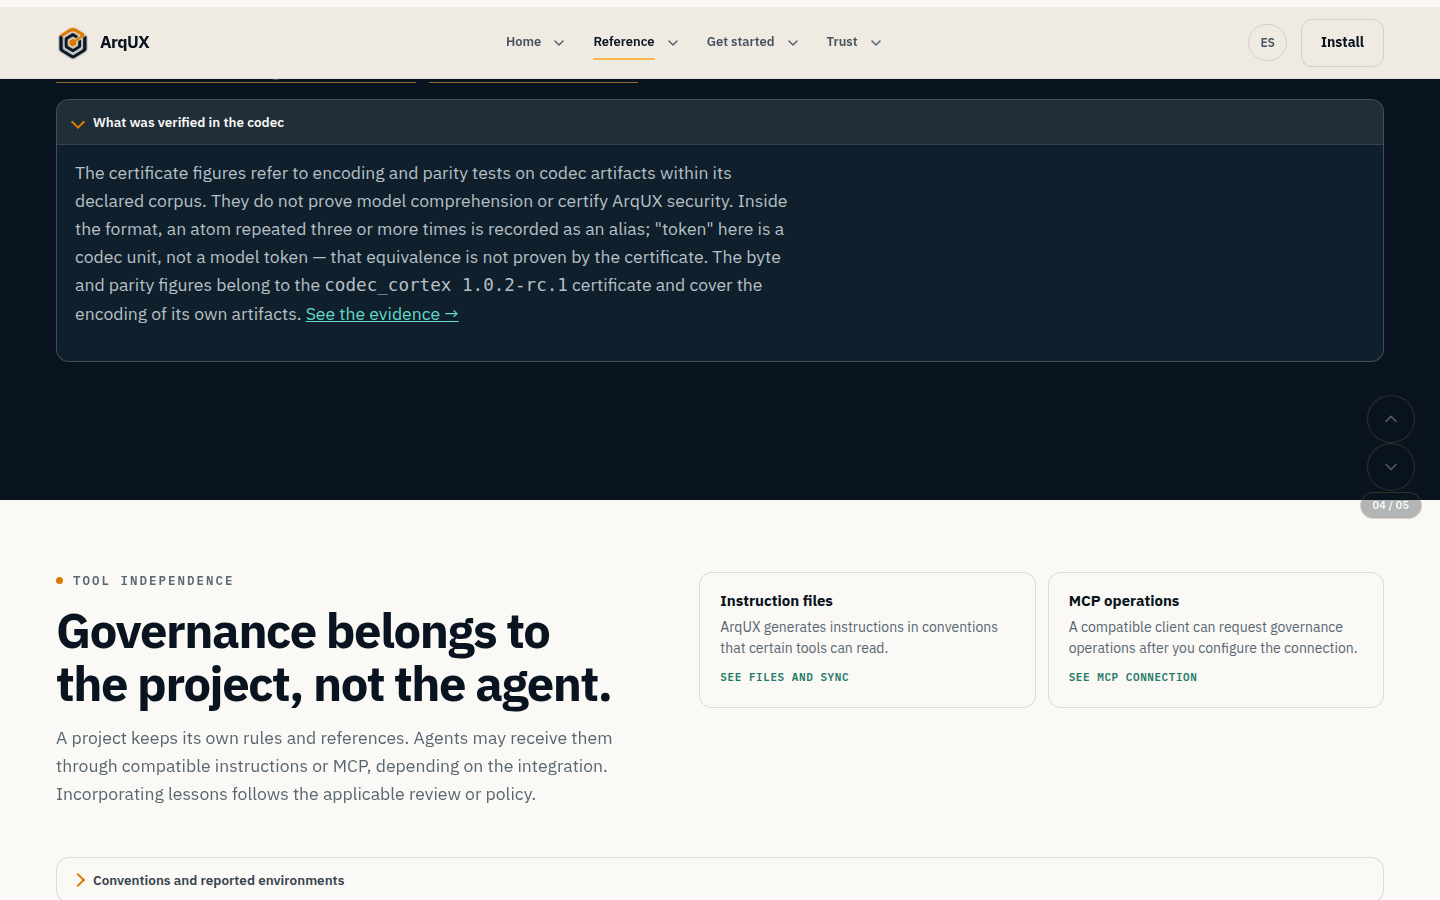 ArqUX
Home
Reference
Get started
Trust
ES
Install
What was verified in the codec
The certificate figures refer to encoding and parity tests on codec artifacts within its
declared corpus. They do not prove model comprehension or certify ArqUX security. Inside
the format, an atom repeated three or more times is recorded as an alias; "token" here is a
codec unit, not a model token — that equivalence is not proven by the certificate. The byte
and parity figures belong to the codec_cortex 1.0.2-rc.1 certificate and cover the
encoding of its own artifacts. See the evidence →
04 / 05
TOOL INDEPENDENCE
Governance belongs to
the project, not the agent.
A project keeps its own rules and references. Agents may receive them
through compatible instructions or MCP, depending on the integration.
Incorporating lessons follows the applicable review or policy.
Instruction files
ArqUX generates instructions in conventions
that certain tools can read.
SEE FILES AND SYNC
MCP operations
A compatible client can request governance
operations after you configure the connection.
SEE MCP CONNECTION
Conventions and reported environments